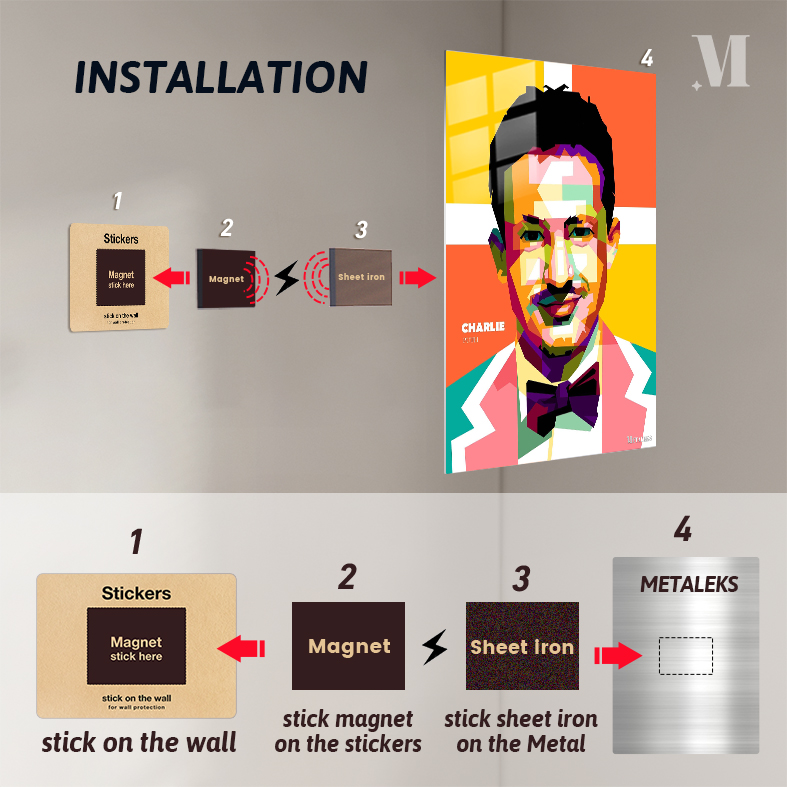 INSTALLATION
M
4
1
2
3
Stickers
Magnet
stick here
stick on the wall
for wall protection
Magnet
Sheet iron
CHARLIE
1
2
3
4
Stickers
Magnet
stick here
stick on the wall
for wall protection
Magnet
Sheet iron
METALEKS
stick on the wall
stick magnet
on the stickers
stick sheet iron
on the Metal